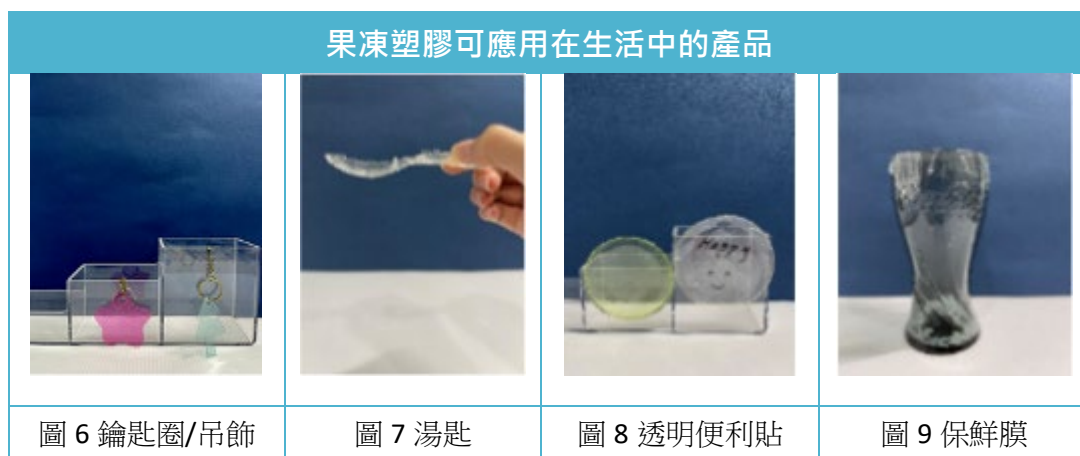 果凍塑膠可應用在生活中的產品
Happy
圖 6 鑰匙圈/吊飾
圖 7 湯匙
圖 8 透明便利貼
圖 9 保鮮膜